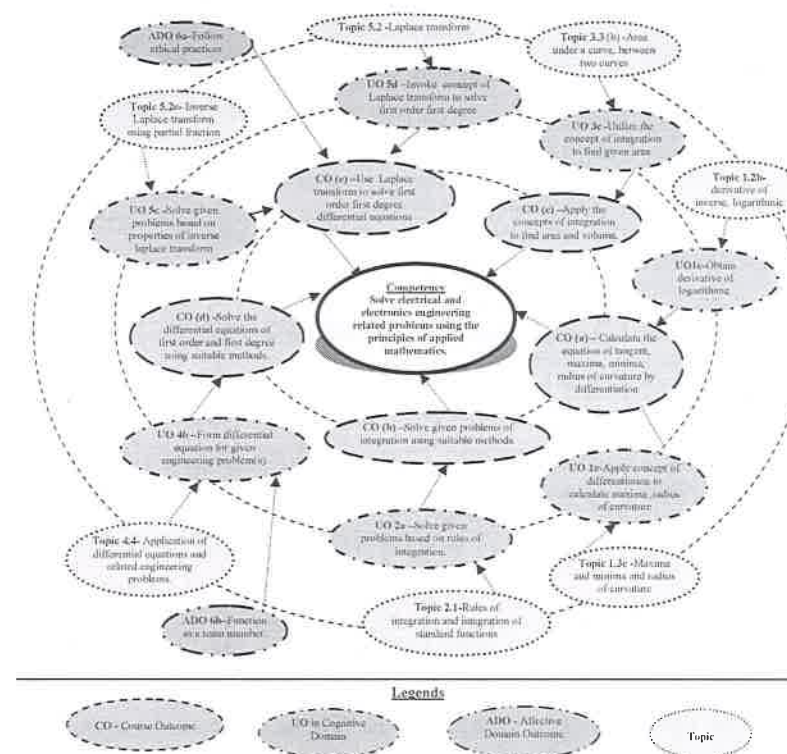 ADO 6a-Follow
ethical practices
Topic 5.2 -Laplace transform
Topic 3.3 (b) -Area
under a curve, between
two curves
UO 5d -Invoke concept of
Laplace transform to solve
first order first degree
Topic 5.2c- Inverse
Laplace transform
using partial fraction
UO 3c-Utilize the
concept of integration
to find given area
CO (e) -Use Laplace
transform to solve first
order first degree
differential equations
Topic 1.2b-
derivative of
inverse, logarithmic
UO 5c-Solve given
problems based on
properties of inverse
laplace transform
CO (c) -Apply the
concepts of integration
to find area and volume.
UO1c-Obtain
derivative of
logarithmic
Competency
Solve electrical and
electronics engineering
related problems using the
principles of applied
mathematics.
CO (d) -Solve the
differential equations of
first order and first degree
using suitable methods.
CO (a) - Calculate the
equation of tangent,
maxima, minima,
radius of curvature by
differentiation
CO (b) -Solve given problems of
integration using suitable methods
UO 4b -Form differential
equation for given
engineering problem(s)
UO 1e-Apply concept of
differentiation to
calculate maxima, radius
of curvature
UO 2a -Solve given
problems based on rules of
integration.
Topic 4.4- Application of
differential equations and
related engineering
problems.
Topic 1.3c -Maxima
and minima and radius
of curvature
Topic 2.1-Rules of
integration and integration of
standard functions
ADO 6b-Function
as a team member
Legends
CO - Course Outcome
UO in Cognitive
Domain
ADO - Affective
Domain Outcome
Topic